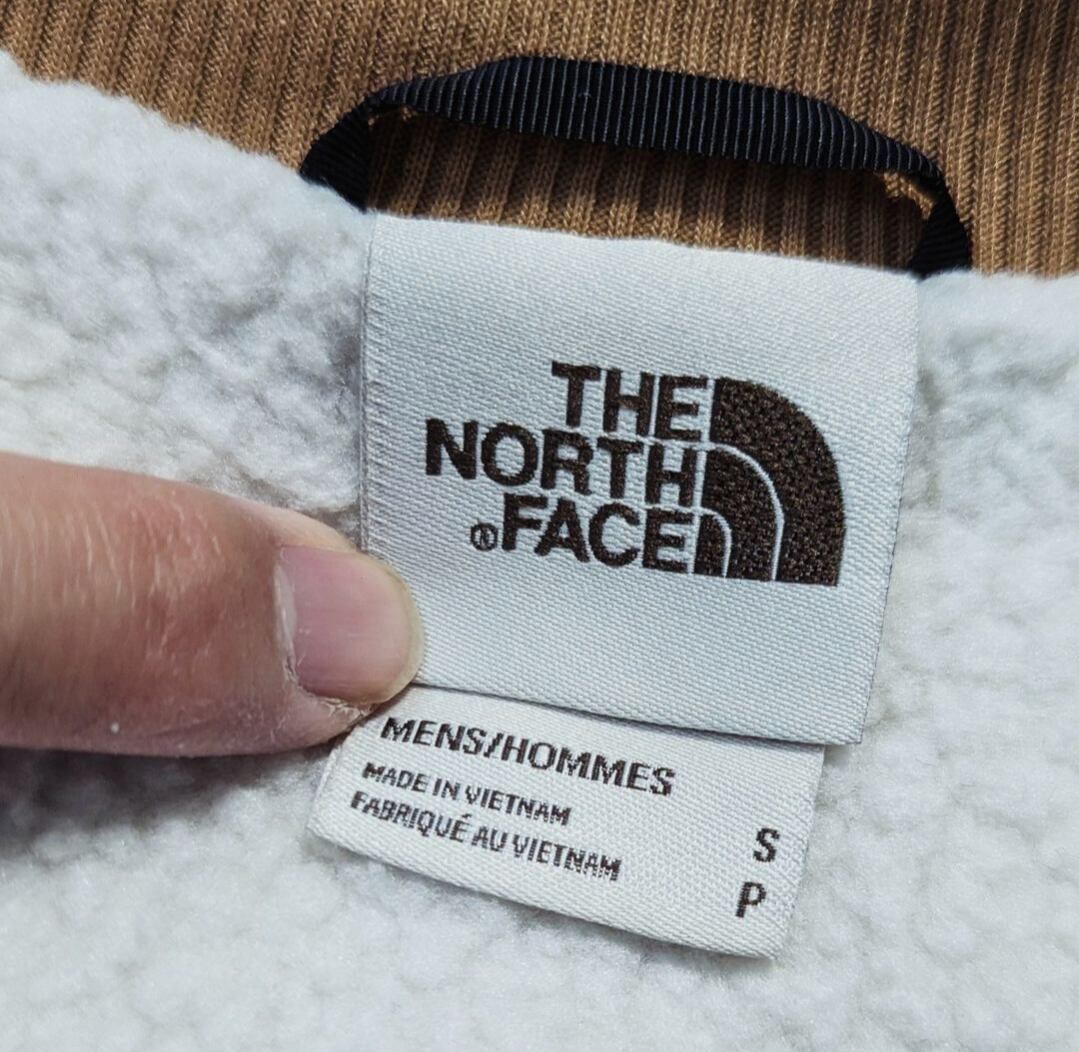 THE
NORTH
®FACE
MENS/HOMMES
MADE IN VIETNAM
FABRIQUÉ AU VIETNAM
S
P